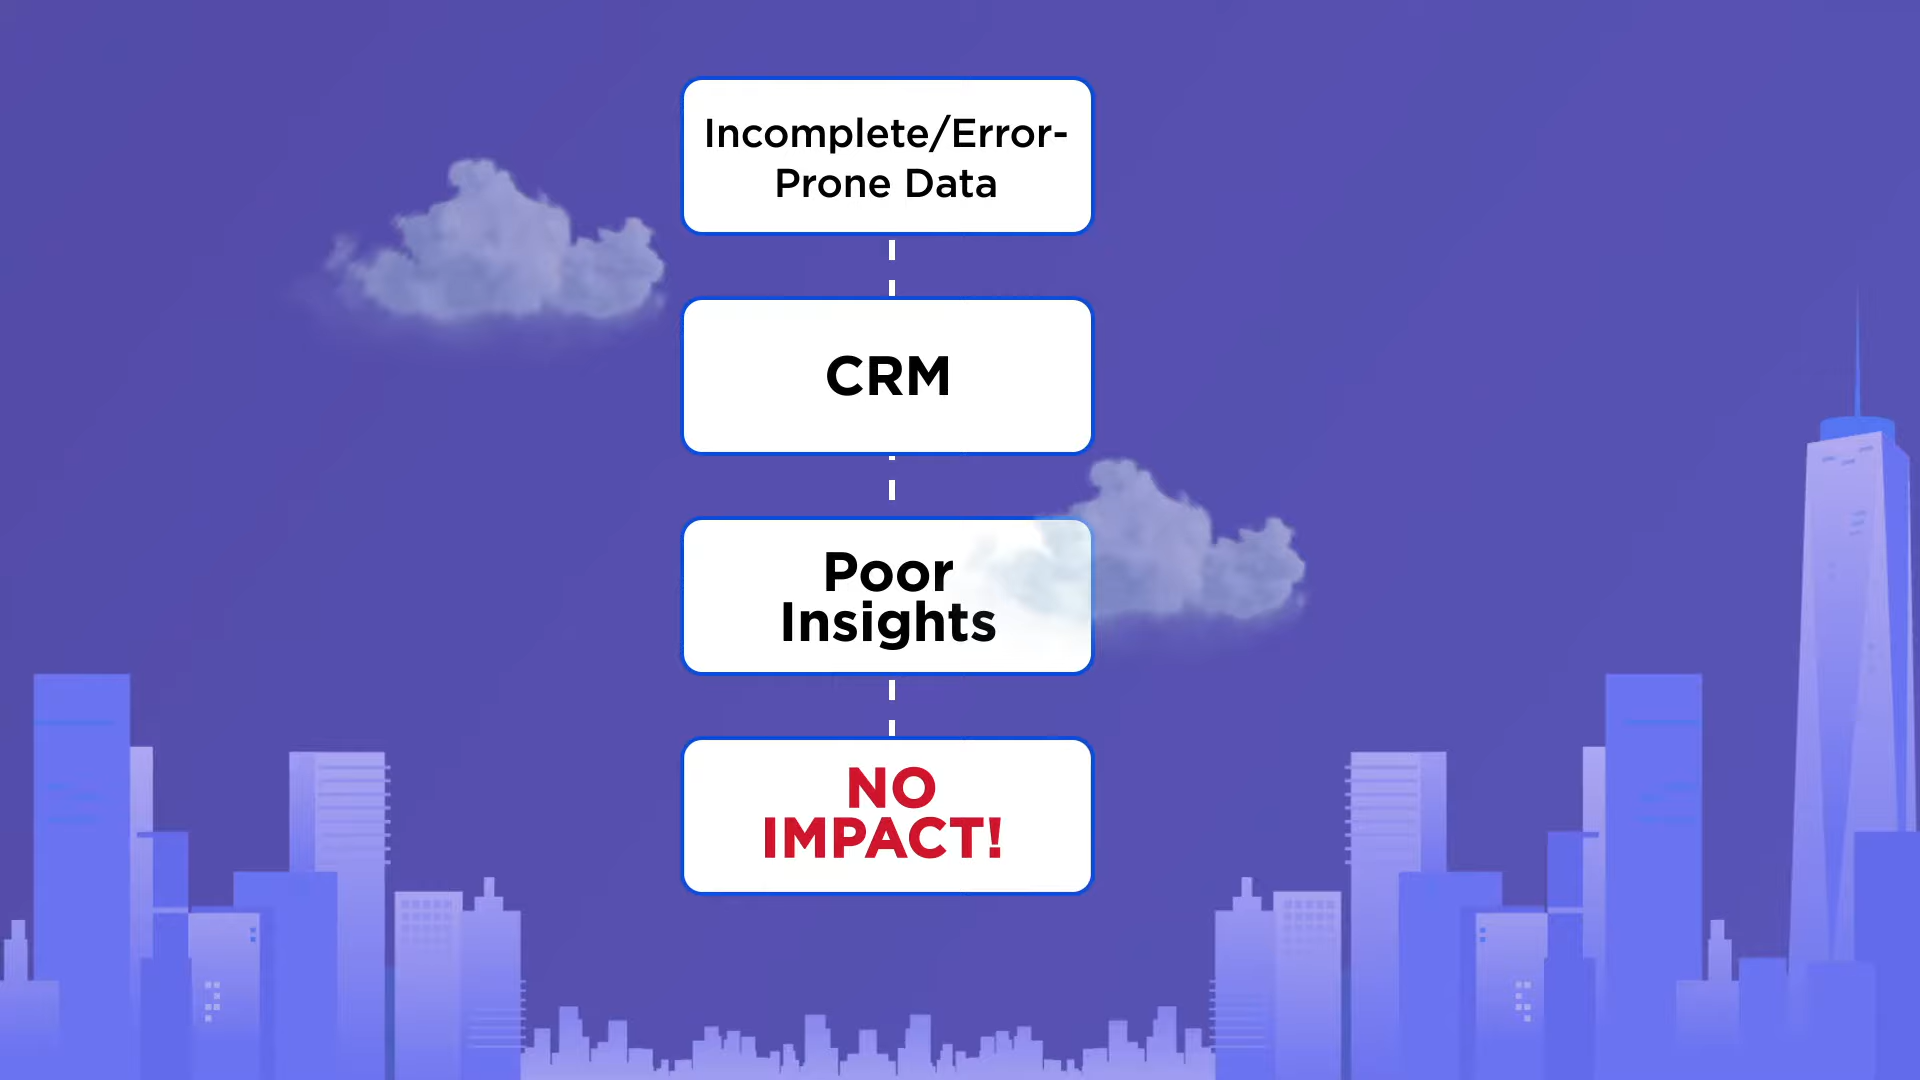 Incomplete/Error-
Prone Data
CRM
Poor
Insights
NO
IMPACT!